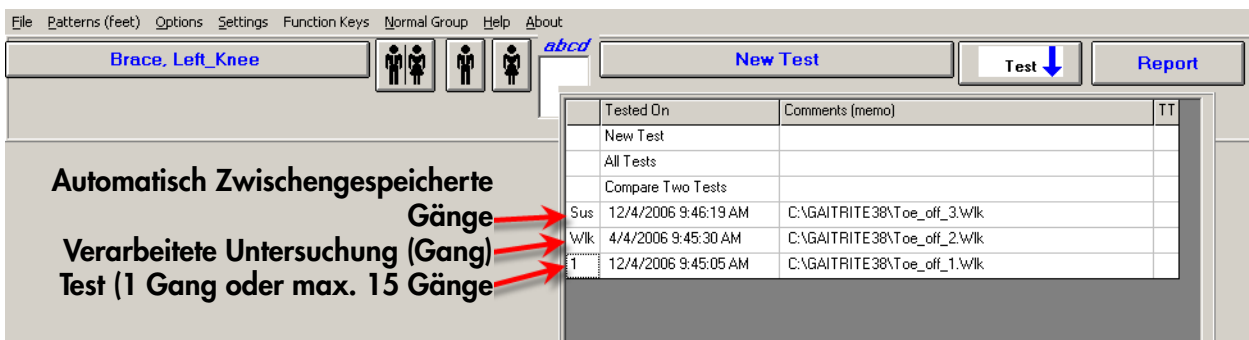 File Patterns (feet) Options Settings Function Keys Normal Group Help About
Brace, Left_Knee abcd New Test Test Report
Tested On Comments (memo) TT
New Test
All Tests
Compare Two Tests
Automatisch Zwischengespeicherte
Gänge
Sus 12/4/2006 9:46:19 AM C:\GAITRITE38\Toe_off_3.Wlk
Verarbeitete Untersuchung (Gang)
Wlk 4/4/2006 9:45:30 AM C:\GAITRITE38\Toe_off_2.Wlk
Test (1 Gang oder max. 15 Gänge
1 12/4/2006 9:45:05 AM C:\GAITRITE38\Toe_off_1.Wlk